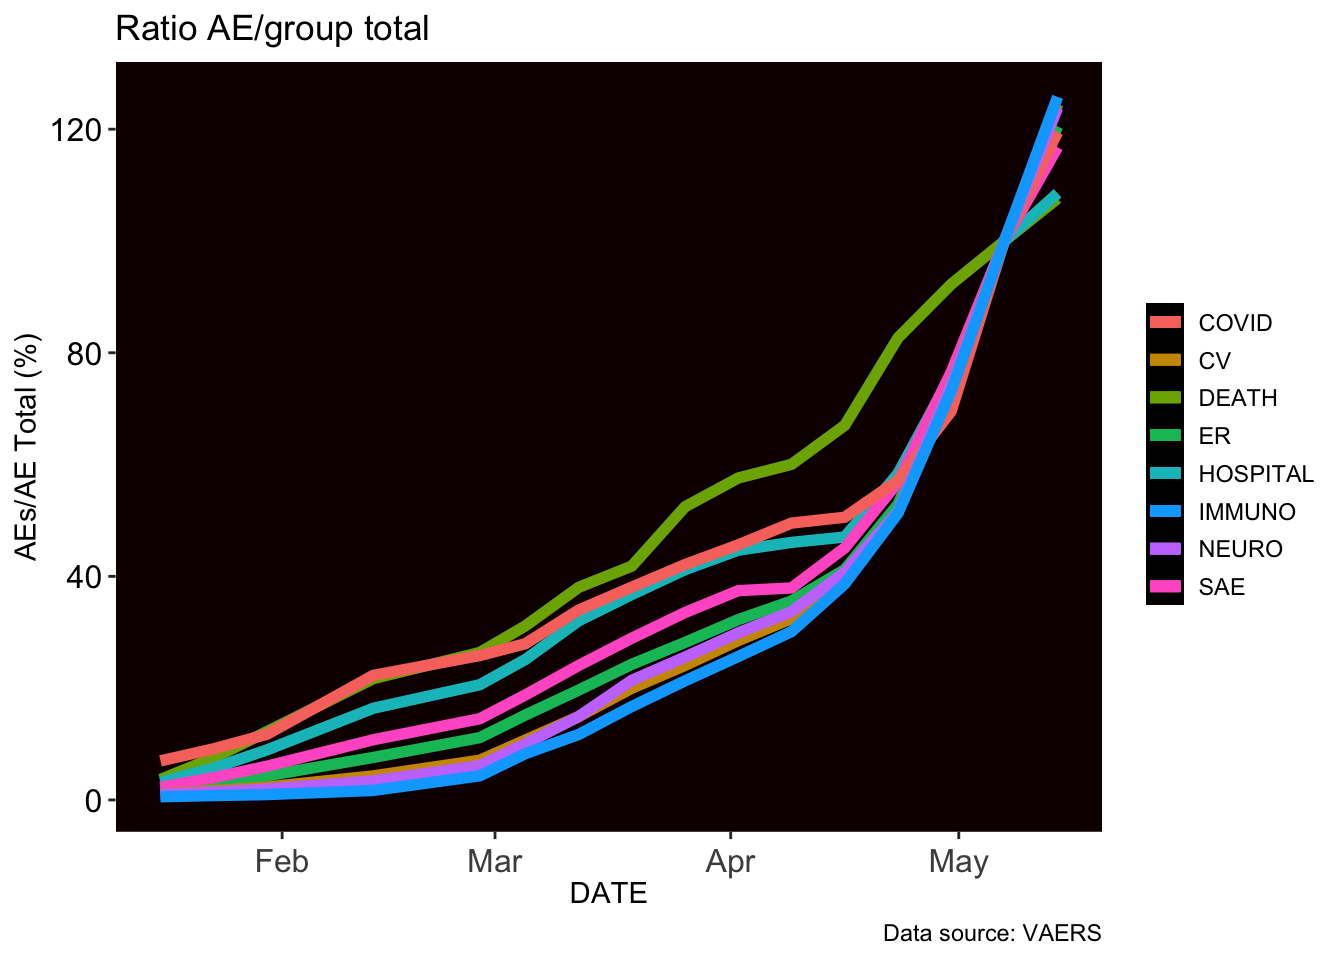 Ratio AE/group total
AEs/AE Total (%)
120
80
40
0
Feb Mar Apr May
DATE
COVID
CV
DEATH
ER
HOSPITAL
IMMUNO
NEURO
SAE
Data source: VAERS